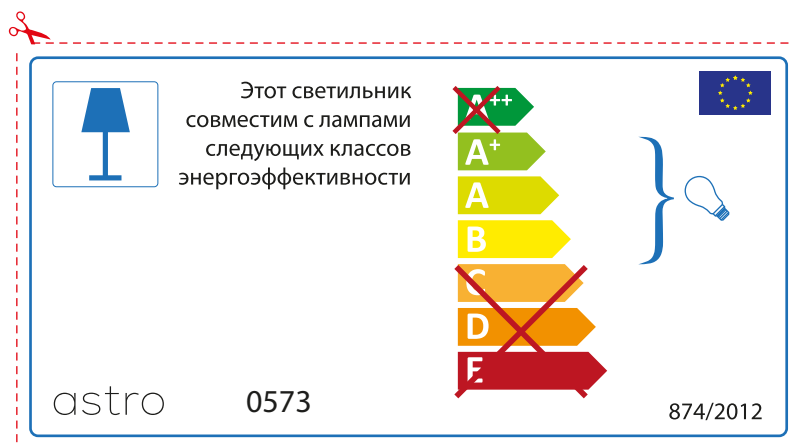 Этот светильник
совместим с лампами
следующих классов
энергоэффективности
A++
A+
A
B
C
D
E
astro
0573
874/2012